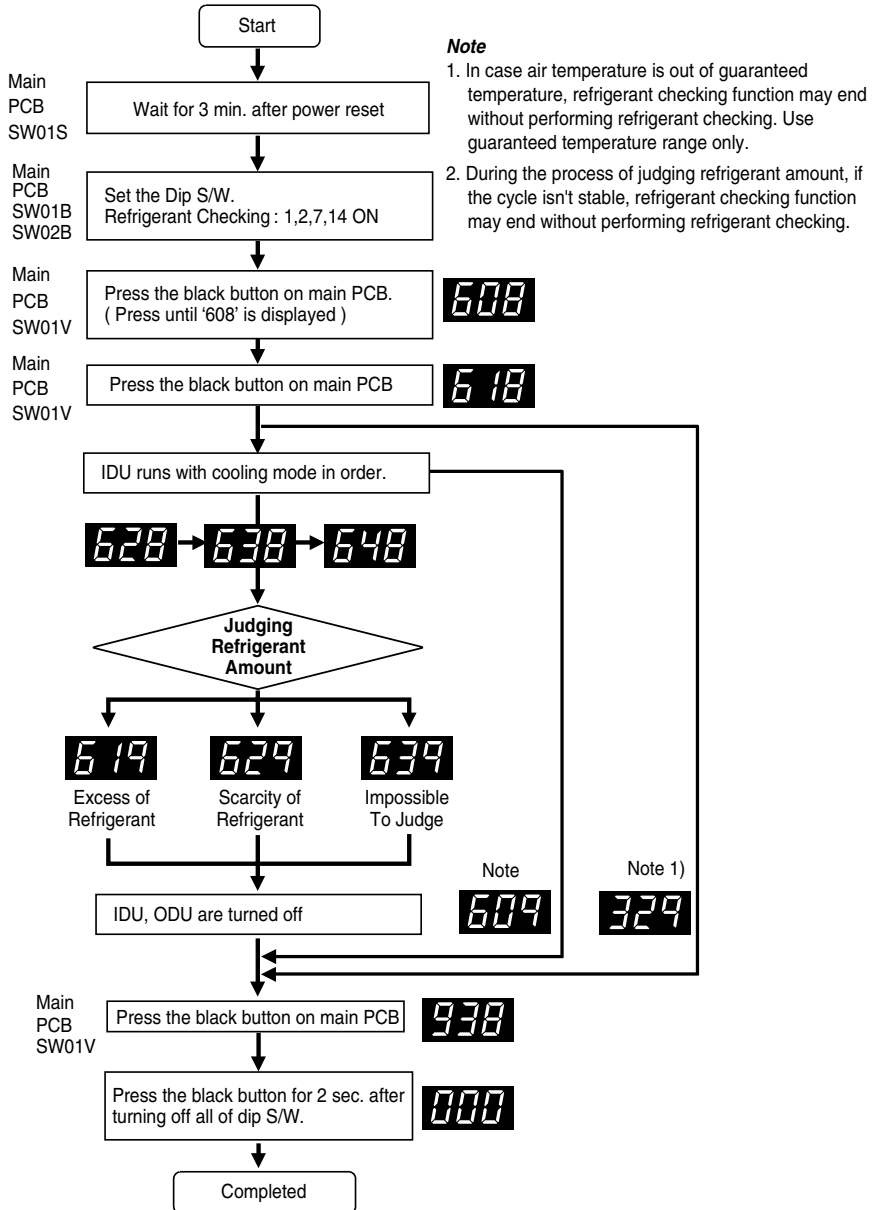 Start
Note
1. In case air temperature is out of guaranteed
temperature, refrigerant checking function may end
without performing refrigerant checking. Use
guaranteed temperature range only.
2. During the process of judging refrigerant amount, if
the cycle isn't stable, refrigerant checking function
may end without performing refrigerant checking.
Main
PCB
SW01S
Wait for 3 min. after power reset
Main
PCB
SW01B
SW02B
Set the Dip S/W.
Refrigerant Checking : 1,2,7,14 ON
Main
PCB
SW01V
Press the black button on main PCB.
( Press until '608' is displayed )
608
Main
PCB
SW01V
Press the black button on main PCB
618
IDU runs with cooling mode in order.
628
638
648
Judging
Refrigerant
Amount
619
629
639
Excess of
Refrigerant
Scarcity of
Refrigerant
Impossible
To Judge
Note
609
Note 1)
329
IDU, ODU are turned off
Main
PCB
SW01V
Press the black button on main PCB
938
Press the black button for 2 sec. after
turning off all of dip S/W.
000
Completed